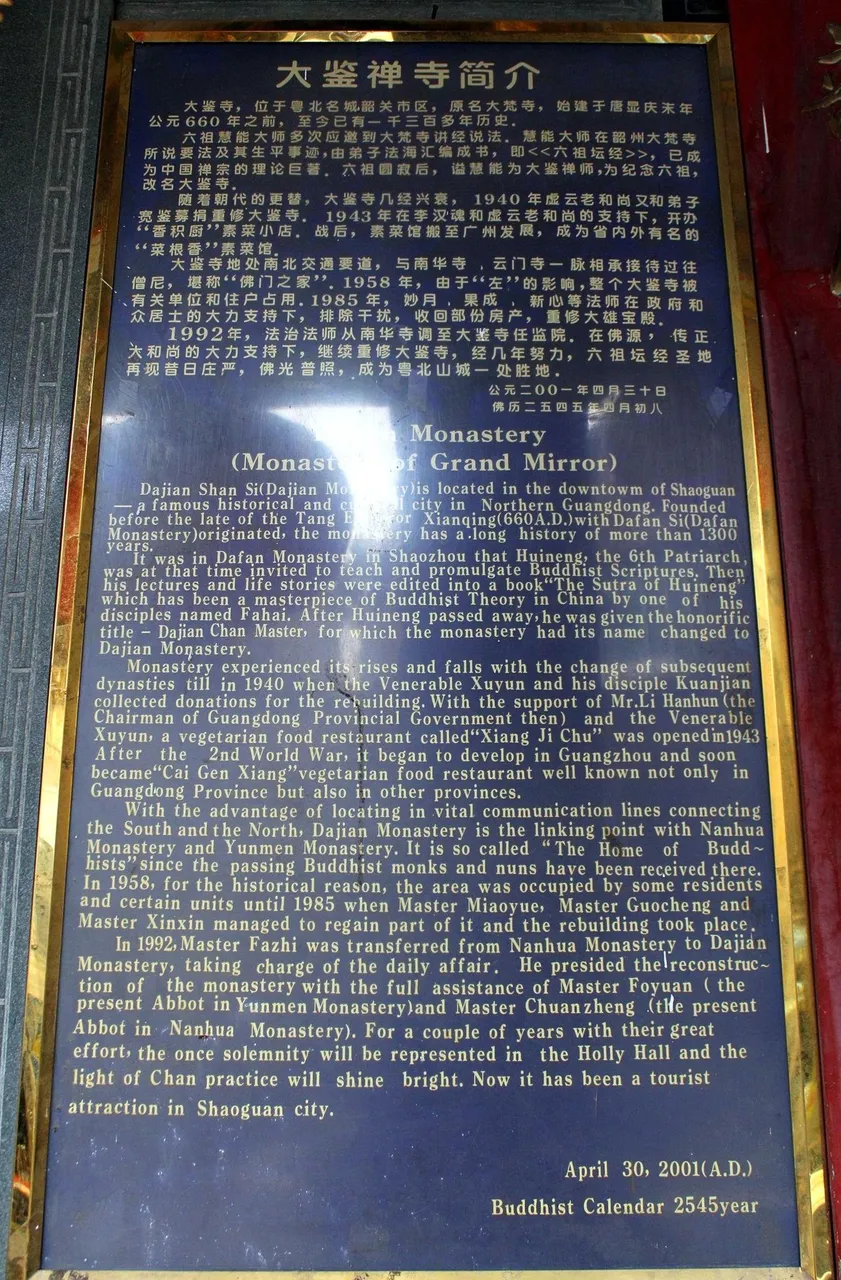 大鉴禅寺简介
大鉴寺，位于粤北名城韶关市区，原名大梵寺，始建于唐显庆末年
公元660年之前，至今已有一千三百多年历史．
六祖慧能大师多次应邀到大梵寺讲经说法．慧能大师在韶州大梵寺
所说要法及其生平事迹，由弟子法海汇编成书，即<<六祖坛经>>，已成
为中国禅宗的理论巨著．六祖圆寂后，谥慧能为大鉴禅师，为纪念六祖，
改名大鉴寺．
随着朝代的更替，大鉴寺几经兴衰，1940年虚云老和尚又和弟子
宽鉴募捐重修大鉴寺．1943年在李汉魂和虚云老和尚的支持下，开办
“香积厨”素菜小店．战后，素菜馆搬至广州发展，成为省内外有名的
“菜根香”素菜馆．
大鉴寺地处南北交通要道，与南华寺．云门寺一脉相承接待过往
僧尼，堪称“佛门之家”．1958年，由于“左”的影响，整个大鉴寺被
有关单位和住户占用．1985年，妙月．果成．新心等法师在政府和
众居士的大力支持下，排除干扰，收回部份房产，重修大雄宝殿．
1992年，法治法师从南华寺调至大鉴寺任监院．在佛源，传正
大和尚的大力支持下，继续重修大鉴寺，经几年努力，六祖坛经圣地
再现昔日庄严，佛光普照，成为粤北山城一处胜地．
公元二00一年四月三十日
佛历二五四五年四月初八
Monastery
(Monast of Grand Mirror)
Dajian Shan Si(Dajian Mo y)is located in the downtowm of Shaoguan
—a famous historical and c l city in Northern Guangdong. Founded
before the late of the Tang E or Xianqing(660A.D.)withDafan Si(Dafan
Monastery)originated, the monastery has a long history of more than 1300
years.
It was in Dafan Monastery in Shaozhou that Huineng, the 6th Patriarch,
was at that time invited to teach and promulgate Buddhist Scriptures. Then
his lectures and life stories were edited into a book“The Sutra of Huineng”
which has been a masterpiece of Buddhist Theory in China by one of his
disciples named Fahai. After Huineng passed away, he was given the honorific
title – Dajian Chan Master, for which the monastery had its name changed to
Dajian Monastery.
Monastery experienced its rises and falls with the change of subsequent
dynasties till in 1940 when the Venerable Xuyun and his disciple Kuanjian
collected donations for the rebuilding. With the support of Mr.Li Hanhun (the
Chairman of Guangdong Provincial Government then) and the Venerable
Xuyun, a vegetarian food restaurant called“Xiang Ji Chu” was openedin1943
After the 2nd World War, it began to develop in Guangzhou and soon
became“Cai Gen Xiang”vegetarian food restaurant well known not only in
Guangdong Province but also in other provinces.
With the advantage of locating in vital communication lines connecting
the South and the North, Dajian Monastery is the linking point with Nanhua
Monastery and Yunmen Monastery. It is so called “The Home of Budd~
hists”since the passing Buddhist monks and nuns have been received there.
In 1958, for the historical reason, the area was occupied by some residents
and certain units until 1985 when Master Miaoyue, Master Guocheng and
Master Xinxin managed to regain part of it and the rebuilding took place.
In 1992,Master Fazhi was transferred from Nanhua Monastery to Dajian
Monastery, taking charge of the daily affair. He presided the reconstruc~
tion of the monastery with the full assistance of Master Foyuan ( the
present Abbot in Yunmen Monastery)and Master Chuanzheng (the present
Abbot in Nanhua Monastery). For a couple of years with their great
effort, the once solemnity will be represented in the Holly Hall and the
light of Chan practice will shine bright. Now it has been a tourist
attraction in Shaoguan city.
April 30, 2001(A.D.)
Buddhist Calendar 2545year